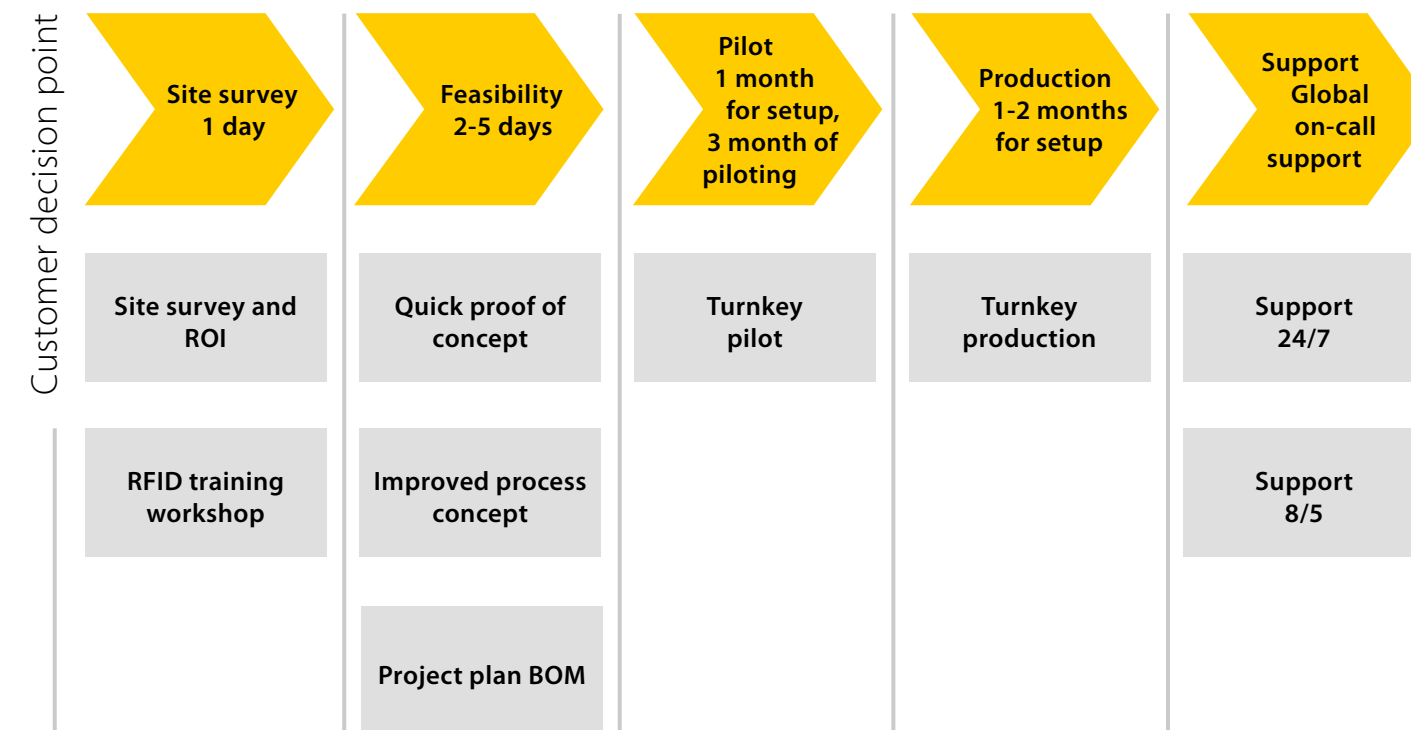 Customer decision point
Site survey
1 day
Feasibility
2-5 days
Pilot
1 month
for setup,
3 month of
piloting
Production
1-2 months
for setup
Support
Global
on-call
support
Site survey and
ROI
Quick proof of
concept
Turnkey
pilot
Turnkey
production
Support
24/7
RFID training
workshop
Improved process
concept
Support
8/5
Project plan BOM